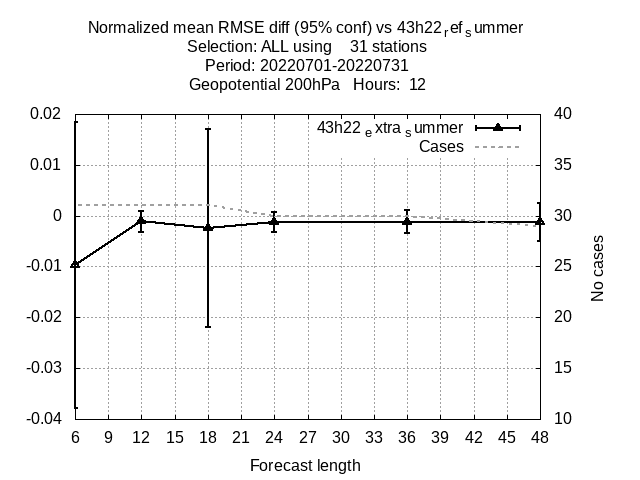 Normalized mean RMSE diff (95% conf) vs 43h22refsummer
Selection: ALL using 31 stations
Period: 20220701-20220731
Geopotential 200hPa Hours: 12
43h22extrasummer
Cases
0.02
0.01
0
-0.01
-0.02
-0.03
-0.04
40
35
30
25
20
15
10
No cases
6 9 12 15 18 21 24 27 30 33 36 39 42 45 48
Forecast length